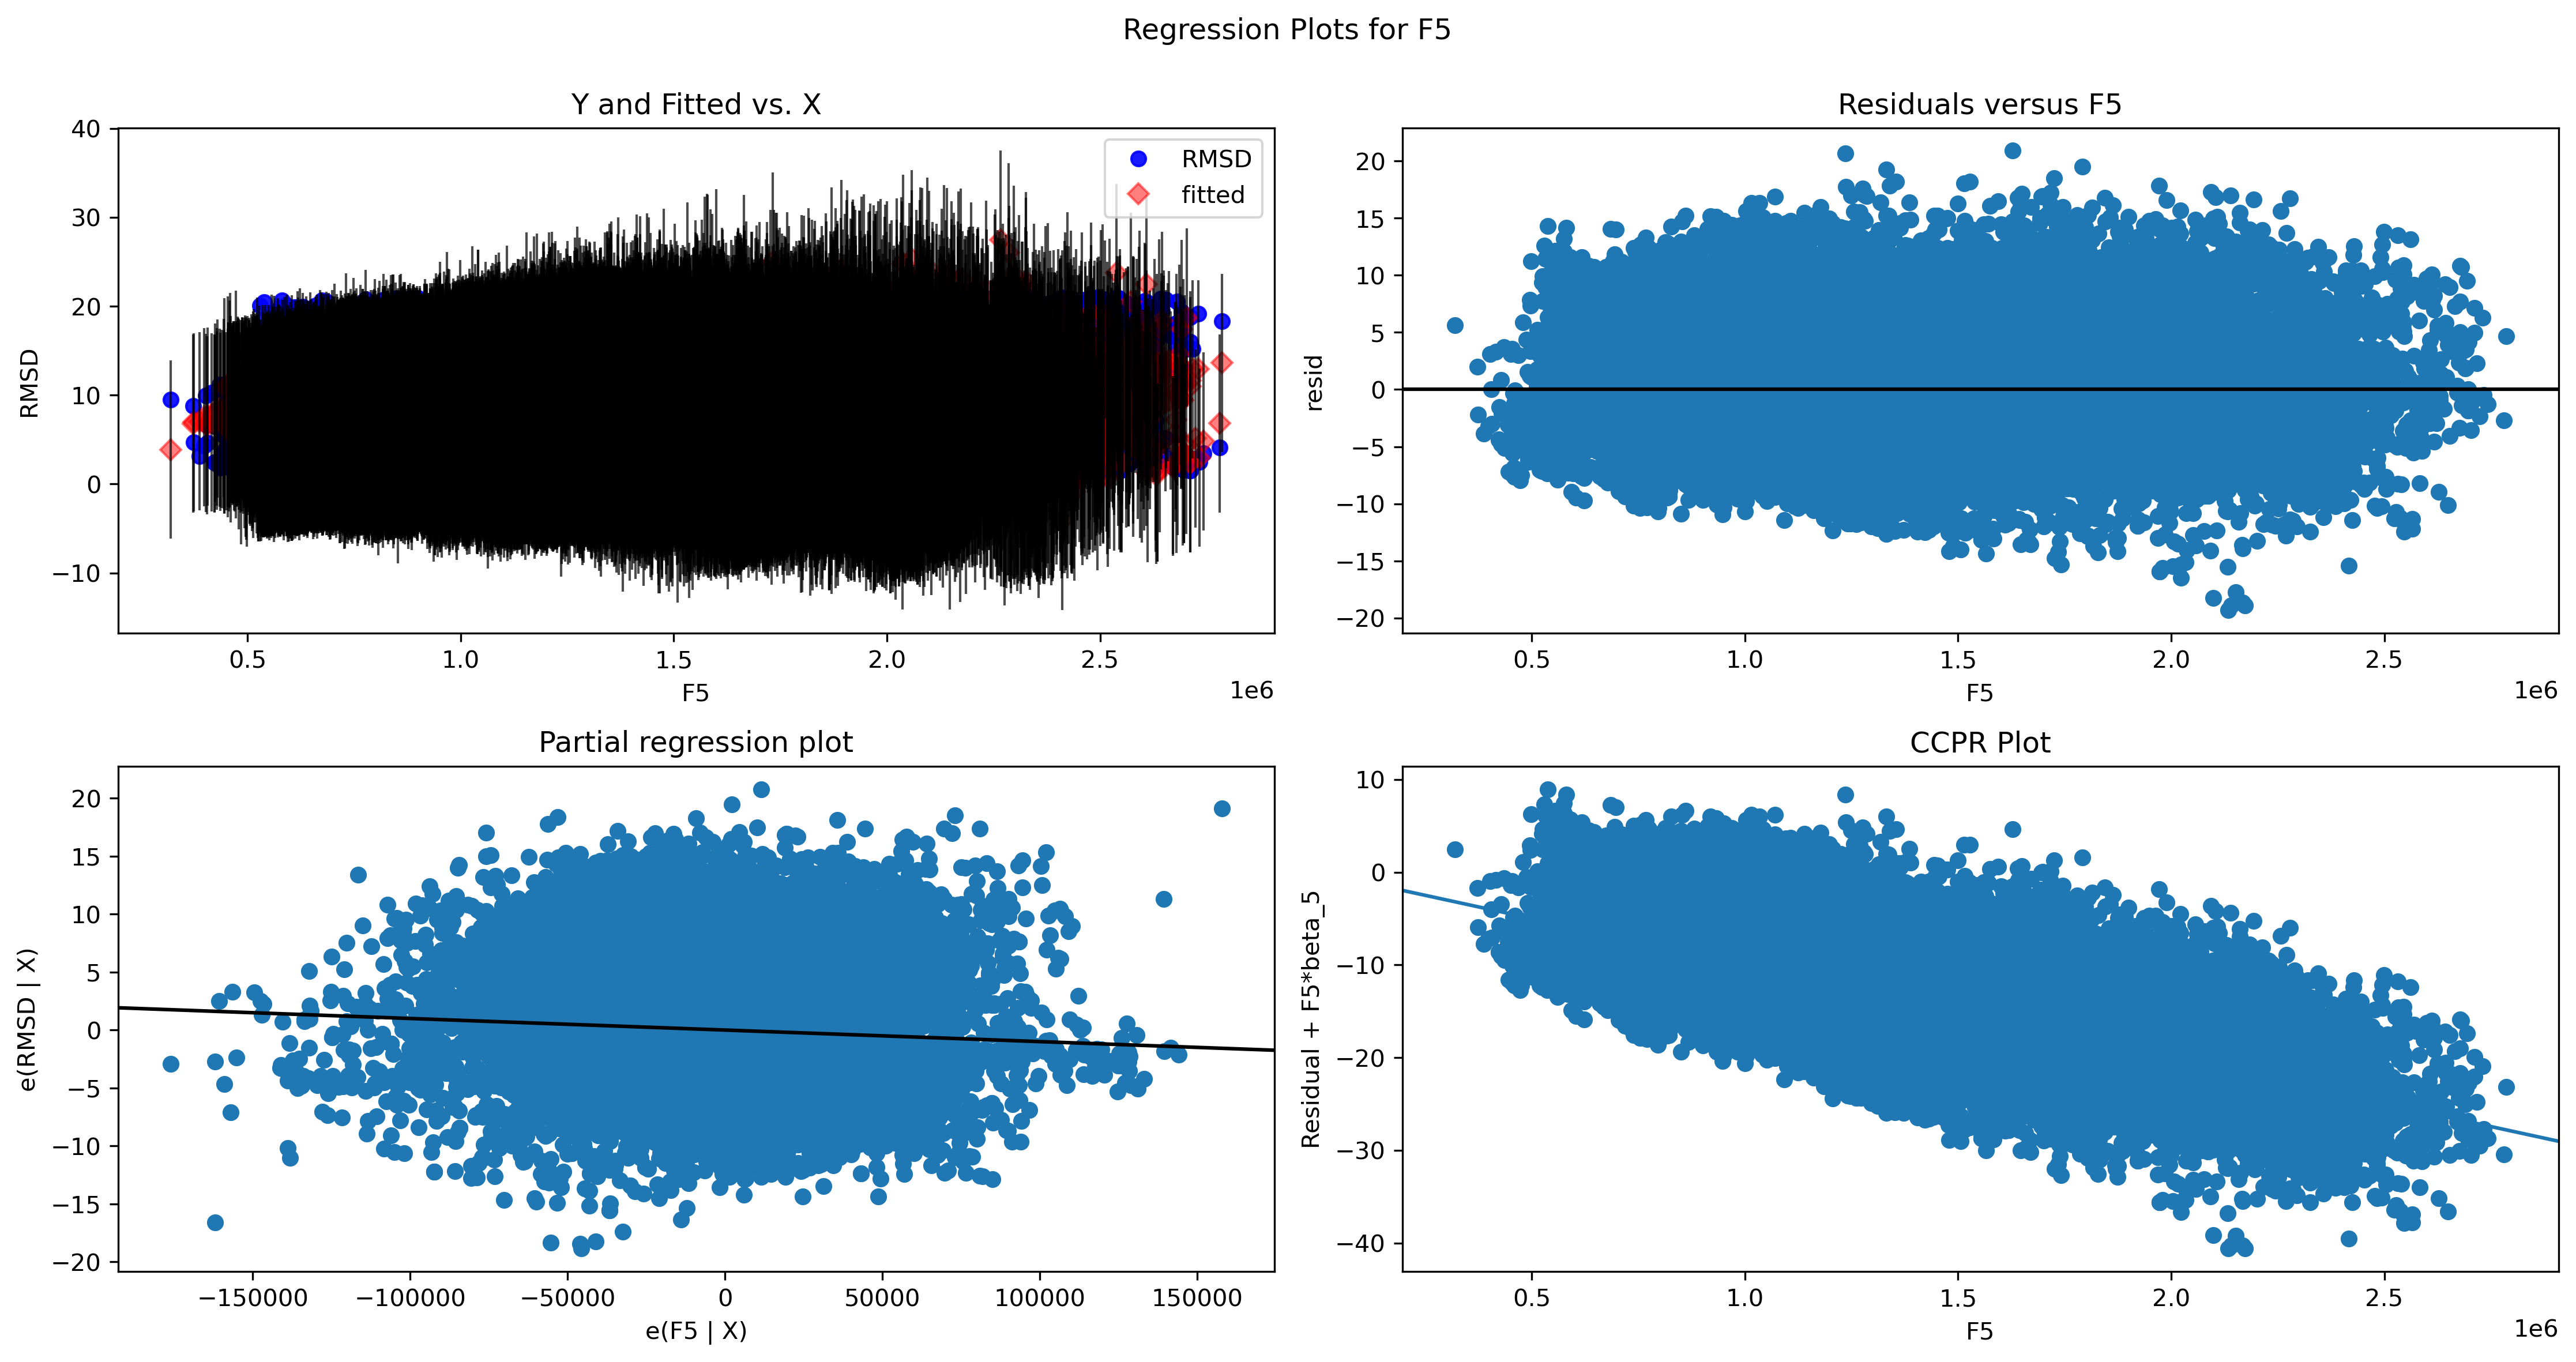 Regression Plots for F5
Y and Fitted vs. X
RMSD
40
30
20
10
0
−10
RMSD
fitted
0.5 1.0 1.5 2.0 2.5
1e6
F5
Residuals versus F5
resid
20
15
10
5
0
−5
−10
−15
−20
0.5 1.0 1.5 2.0 2.5
1e6
F5
Partial regression plot
e(RMSD | X)
20
15
10
5
0
−5
−10
−15
−20
−150000 −100000 −50000 0 50000 100000 150000
e(F5 | X)
CCPR Plot
Residual + F5*beta_5
10
0
−10
−20
−30
−40
0.5 1.0 1.5 2.0 2.5
1e6
F5